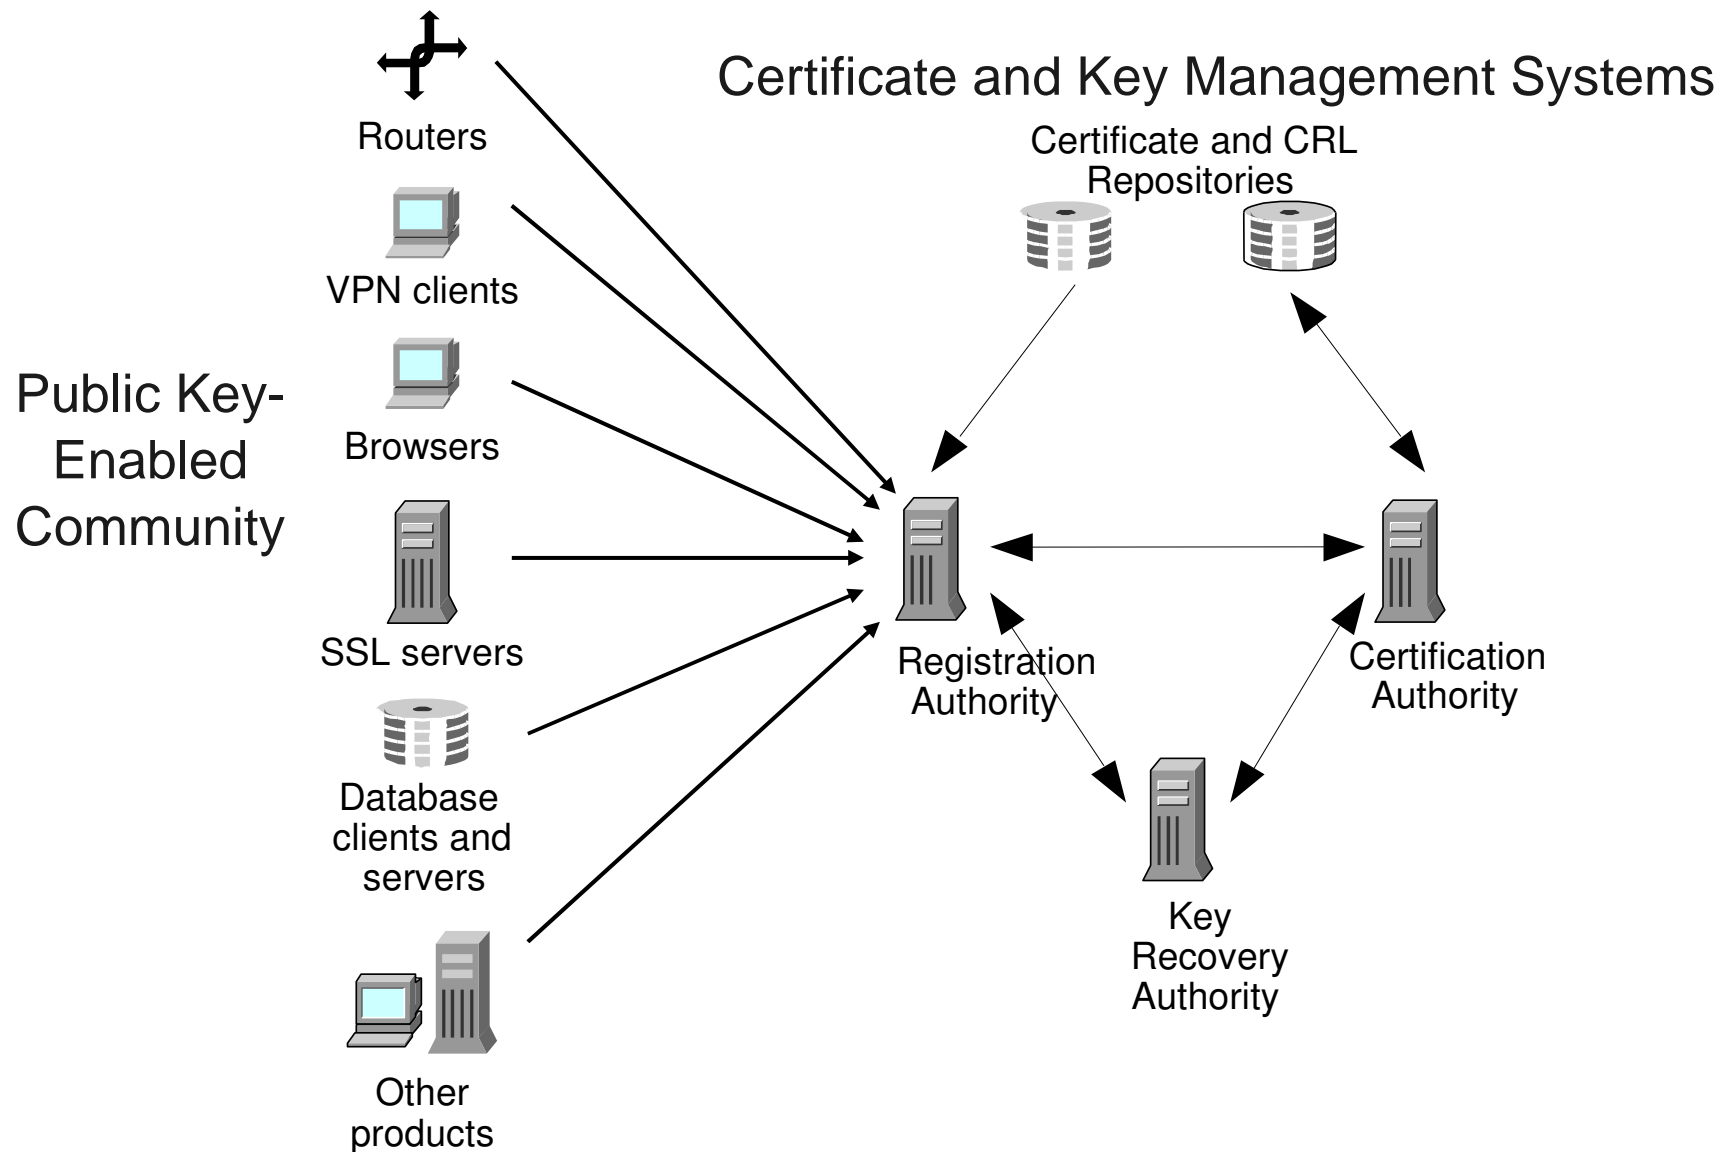 Certificate and Key Management Systems
Routers
VPN clients
Browsers
SSL servers
Database
clients and
servers
Other
products
Public Key-
Enabled
Community
Certificate and CRL
Repositories
Registration
Authority
Certification
Authority
Key
Recovery
Authority